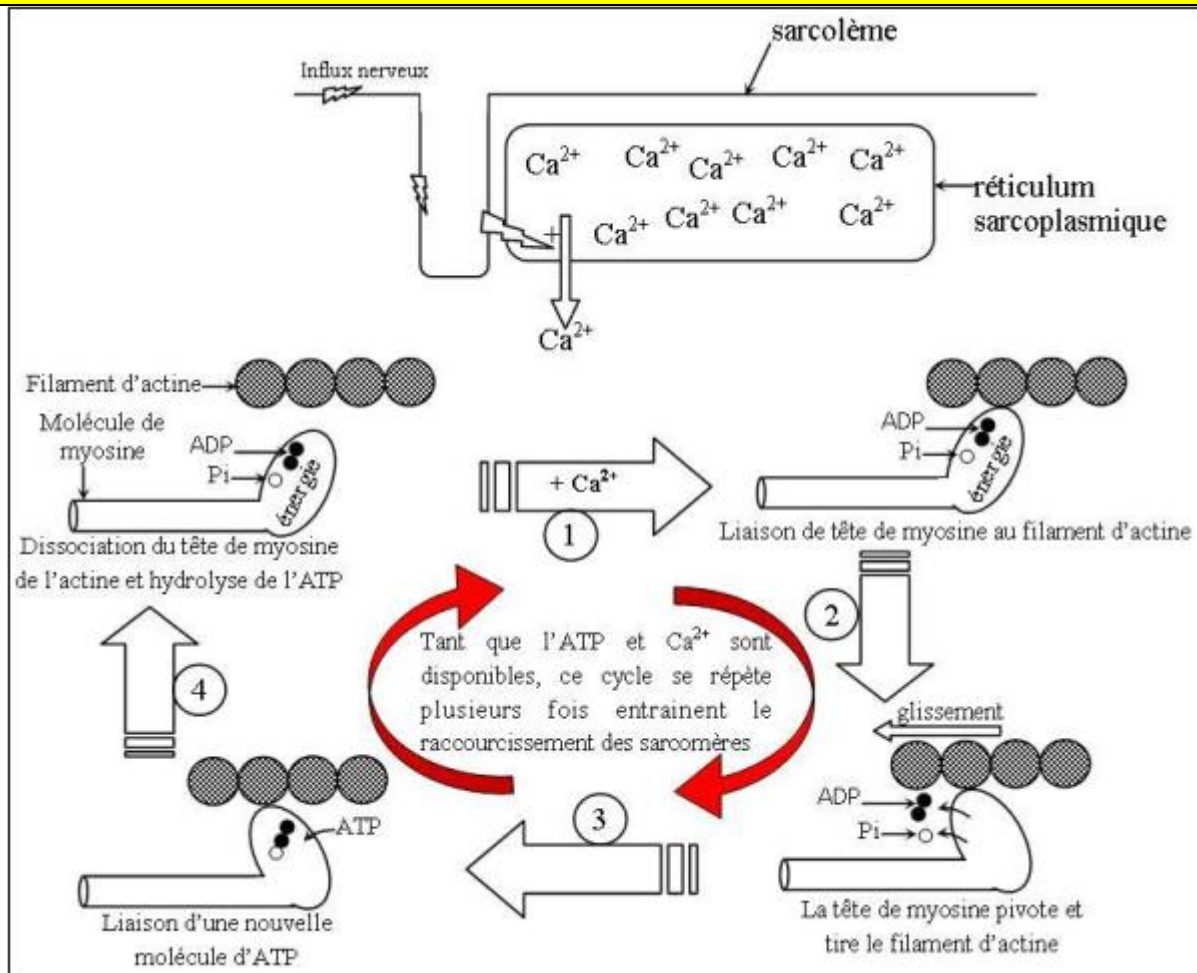 sarcolème
Influx nerveux
Ca²⁺ Ca²⁺ Ca²⁺ Ca²⁺ Ca²⁺
Ca²⁺ Ca²⁺ Ca²⁺ Ca²⁺
réticulum
sarcoplasmique
+
Ca²⁺
Filament d'actine
Molécule de
myosine
ADP
Pi
énergie
Dissociation du tête de myosine
de l'actine et hydrolyse de l'ATP
+ Ca²⁺
1
ADP
Pi
énergie
Liaison de tête de myosine au filament d'actine
2
Tant que l'ATP et Ca²⁺ sont
disponibles, ce cycle se répète
plusieurs fois entrainent le
raccourcissement des sarcomères
4
glissement
ADP
Pi
La tête de myosine pivote et
tire le filament d'actine
3
ATP
Liaison d'une nouvelle
molécule d'ATP